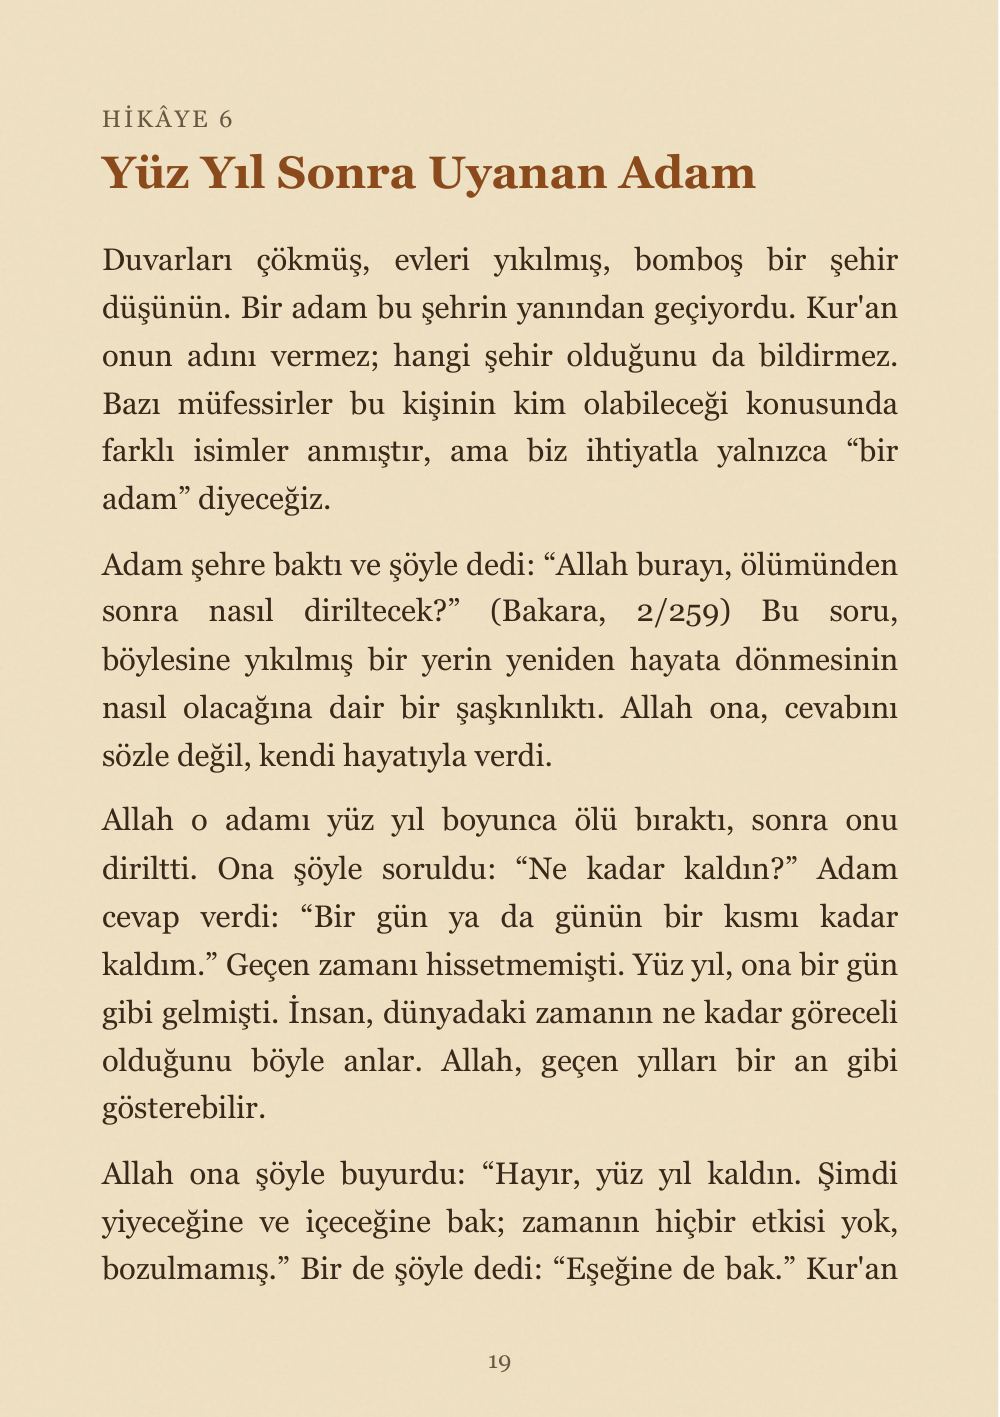 HİKÂYE 6
Yüz Yıl Sonra Uyanan Adam
Duvarları çökmüş, evleri yıkılmış, bomboş bir şehir
düşünün. Bir adam bu şehrin yanından geçiyordu. Kur'an
onun adını vermez; hangi şehir olduğunu da bildirmez.
Bazı müfessirler bu kişinin kim olabileceği konusunda
farklı isimler anmıştır, ama biz ihtiyatla yalnızca “bir
adam” diyeceğiz.
Adam şehre baktı ve şöyle dedi: “Allah burayı, ölümünden
sonra nasıl diriltecek?” (Bakara, 2/259) Bu soru,
böylesine yıkılmış bir yerin yeniden hayata dönmesinin
nasıl olacağına dair bir şaşkınlıktı. Allah ona, cevabını
sözle değil, kendi hayatıyla verdi.
Allah o adamı yüz yıl boyunca ölü bıraktı, sonra onu
diriltti. Ona şöyle soruldu: “Ne kadar kaldın?” Adam
cevap verdi: “Bir gün ya da günün bir kısmı kadar
kaldım.” Geçen zamanı hissetmemişti. Yüz yıl, ona bir gün
gibi gelmişti. İnsan, dünyadaki zamanın ne kadar göreceli
olduğunu böyle anlar. Allah, geçen yılları bir an gibi
gösterebilir.
Allah ona şöyle buyurdu: “Hayır, yüz yıl kaldın. Şimdi
yiyeceğine ve içeceğine bak; zamanın hiçbir etkisi yok,
bozulmamış.” Bir de şöyle dedi: “Eşeğine de bak.” Kur'an
19